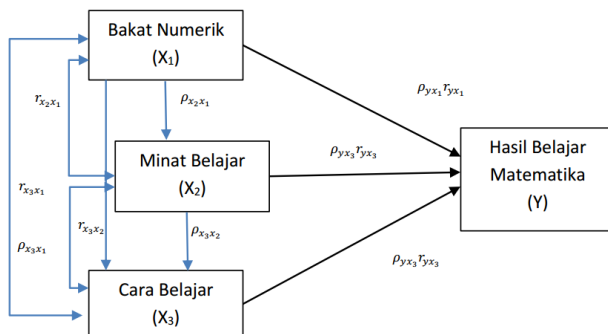 Bakat Numerik
(X₁)
r_{x₂x₁}
ρ_{x₂x₁}
ρ_{yx₁}r_{yx₁}
Minat Belajar
(X₂)
ρ_{yx₃}r_{yx₃}
Hasil Belajar
Matematika
(Y)
r_{x₃x₁}
r_{x₃x₂}
ρ_{x₃x₁}
ρ_{x₃x₂}
ρ_{yx₃}r_{yx₃}
Cara Belajar
(X₃)